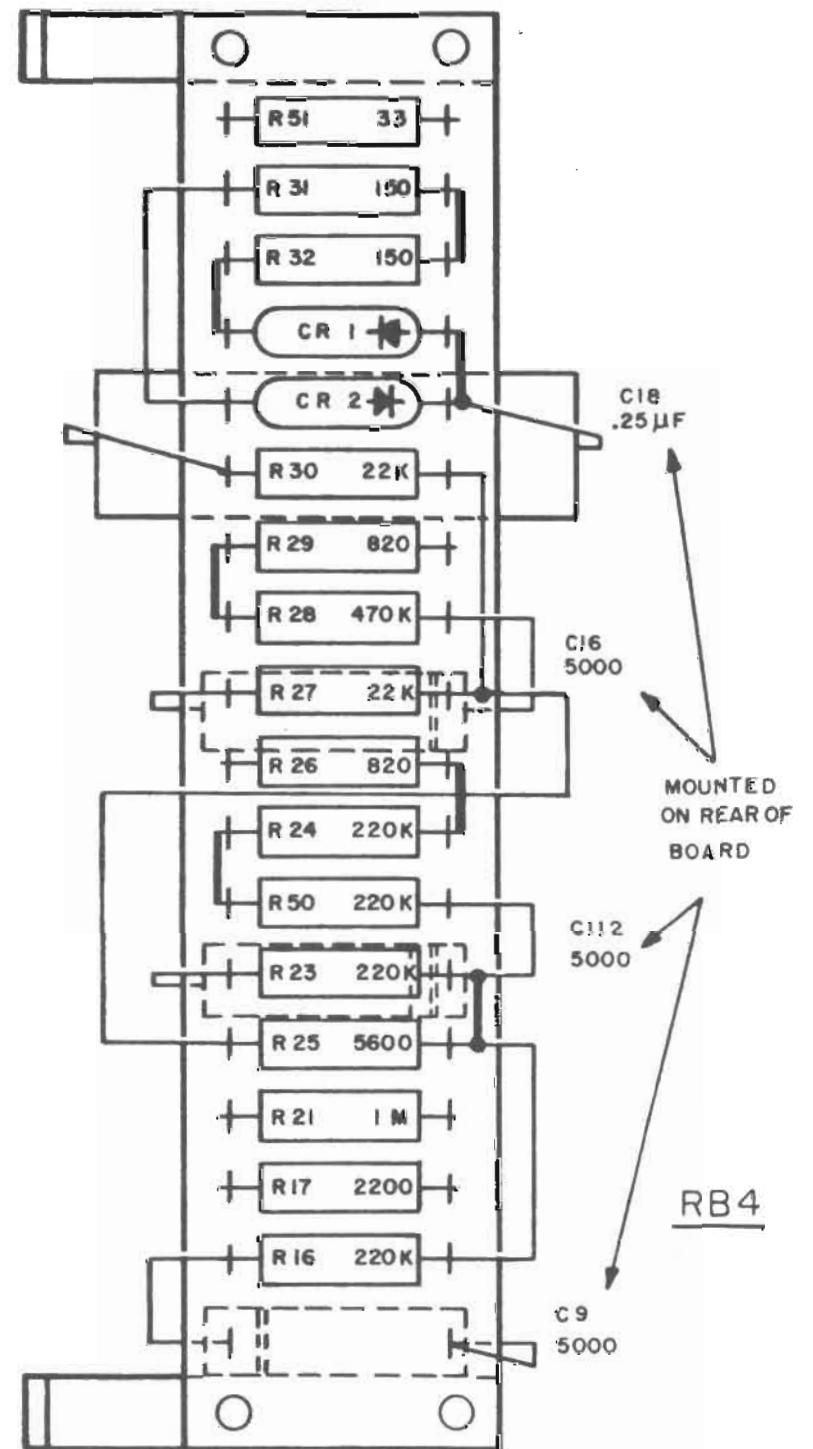 R51 33
R31 150
R32 150
CR 1
CR 2
C18
.25µF
R30 22K
R29 820
R28 470K
C16
5000
R27 22K
R26 820
MOUNTED
ON REAR OF
BOARD
R24 220K
R50 220K
C112
5000
R23 220K
R25 5600
R21 1M
R17 2200
RB4
R16 220K
C9
5000